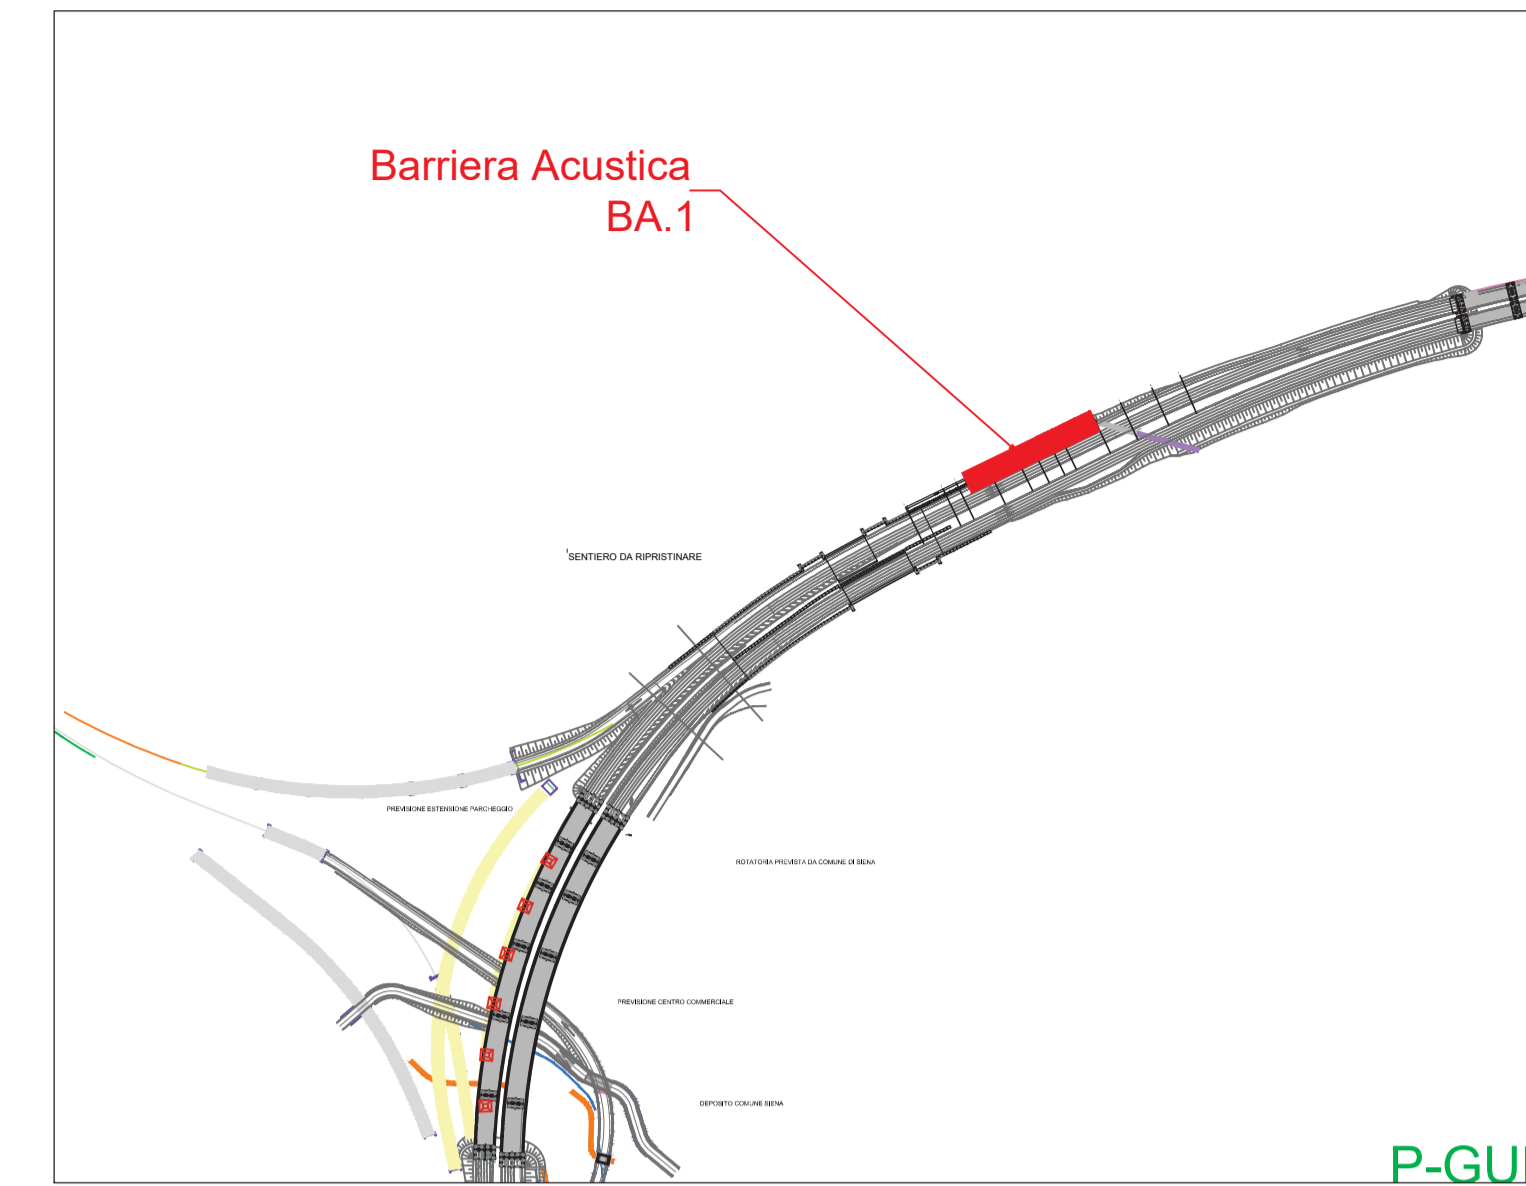 Barriera Acustica
BA.1
SENTIERO DA RIPRISTINARE
PREVISIONE ESTENSIONE PARCHEGGIO
ROTATORIA PREVISTA DA COMUNE DI SIENA
PREVISIONE CENTRO COMMERCIALE
DEPOSITO COMUNE SIENA